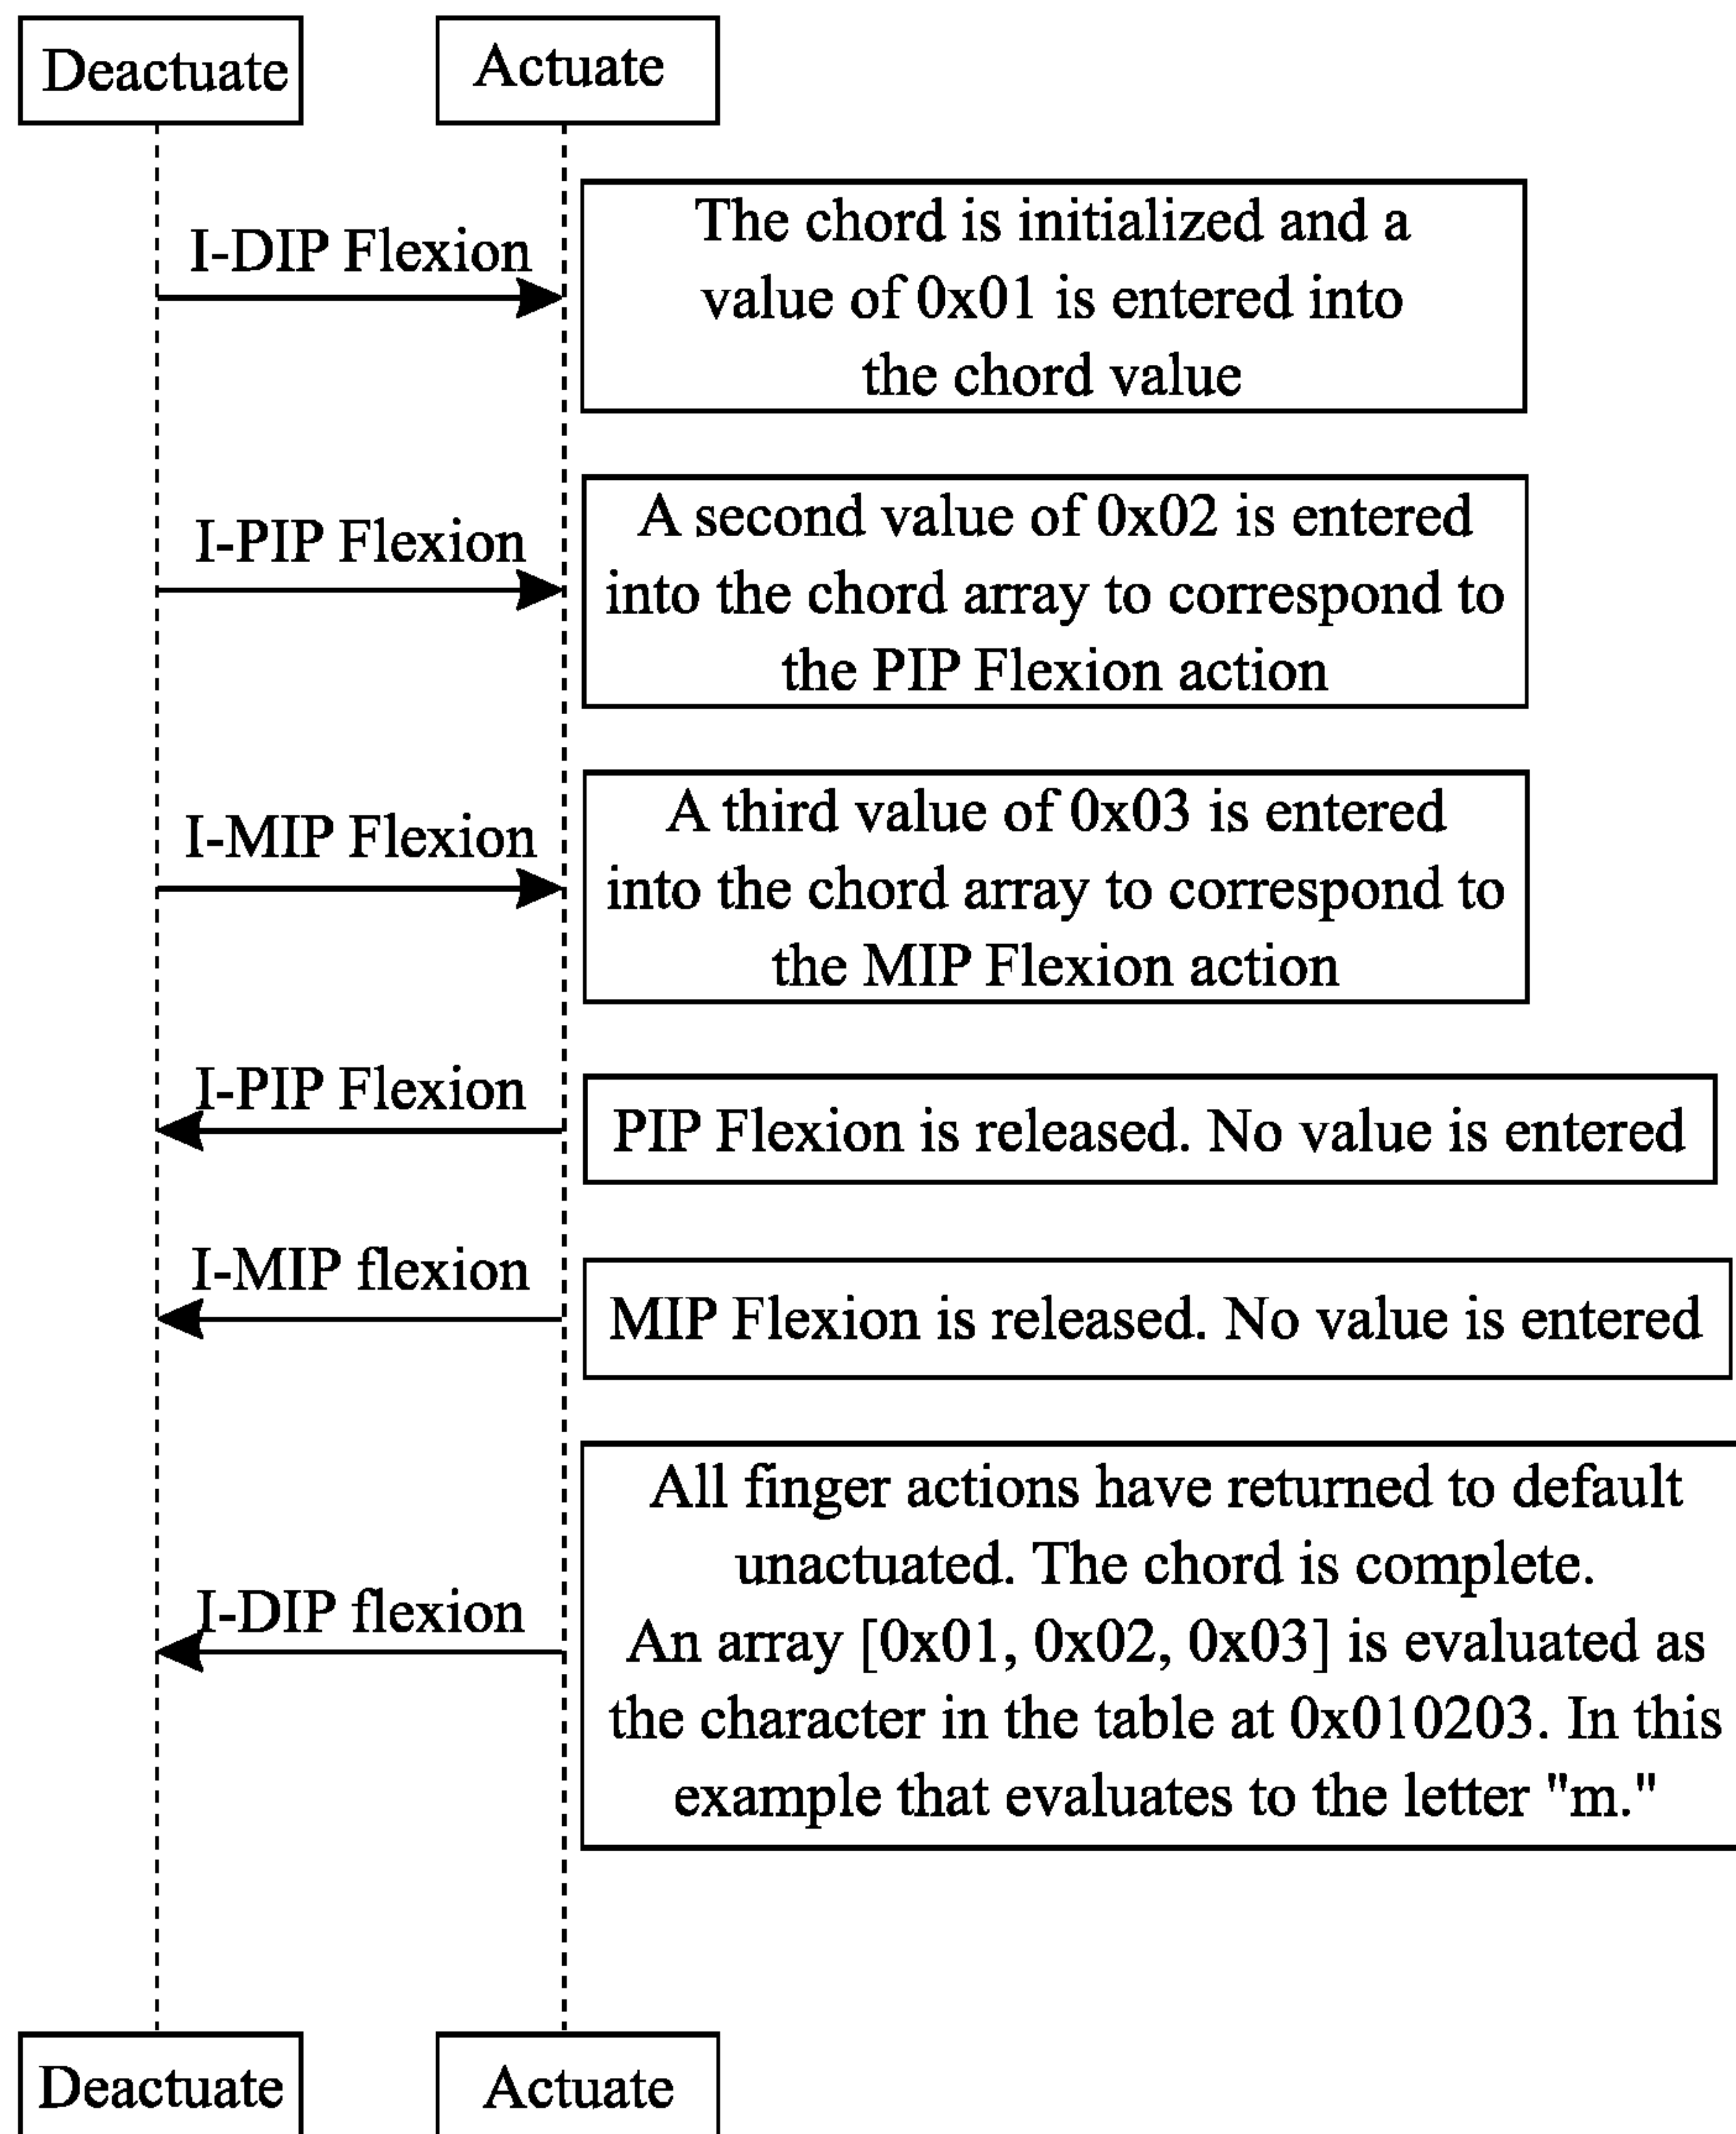 Deactuate
Actuate
I-DIP Flexion
The chord is initialized and a
value of 0x01 is entered into
the chord value
I-PIP Flexion
A second value of 0x02 is entered
into the chord array to correspond to
the PIP Flexion action
I-MIP Flexion
A third value of 0x03 is entered
into the chord array to correspond to
the MIP Flexion action
I-PIP Flexion
PIP Flexion is released. No value is entered
I-MIP flexion
MIP Flexion is released. No value is entered
I-DIP flexion
All finger actions have returned to default
unactuated. The chord is complete.
An array [0x01, 0x02, 0x03] is evaluated as
the character in the table at 0x010203. In this
example that evaluates to the letter "m."
Deactuate
Actuate